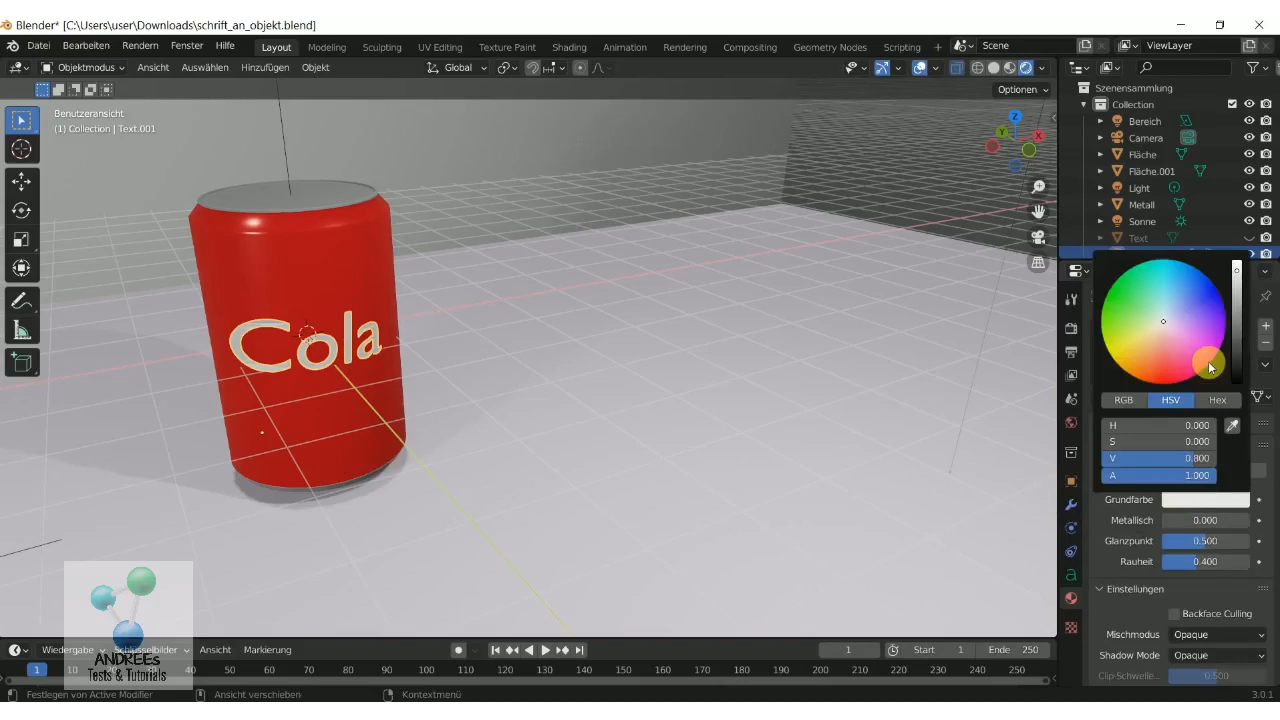 Blender* [C:\Users\user\Downloads\schrift_an_objekt.blend]
Datei Bearbeiten Rendern Fenster Hilfe Layout Modeling Sculpting UV Editing Texture Paint Shading Animation Rendering Compositing Geometry Nodes Scripting + Scene ViewLayer
Objektmodus Ansicht Auswählen Hinzufügen Objekt Global
Optionen
Benutzeransicht
(1) Collection | Text.001
Z
Y
X
Szenensammlung
Collection
Bereich
Camera
Fläche
Fläche.001
Light
Metall
Sonne
Text
Cola
RGB HSV Hex
H 0.000
S 0.000
V 0.800
A 1.000
Grundfarbe
Metallisch 0.000
Glanzpunkt 0.500
Rauheit 0.400
Einstellungen
Backface Culling
Mischmodus Opaque
Shadow Mode Opaque
Clip-Schwelle... 0.500
Wiedergabe Schlüsselbilder Ansicht Markierung 1 Start 1 Ende 250
ANDREEs
Tests & Tutorials
1 40 50 60 70 80 90 100 110 120 130 140 150 160 170 180 190 200 210 220 230 240 250
Festlegen von Active Modifier Ansicht verschieben Kontextmenü 3.0.1